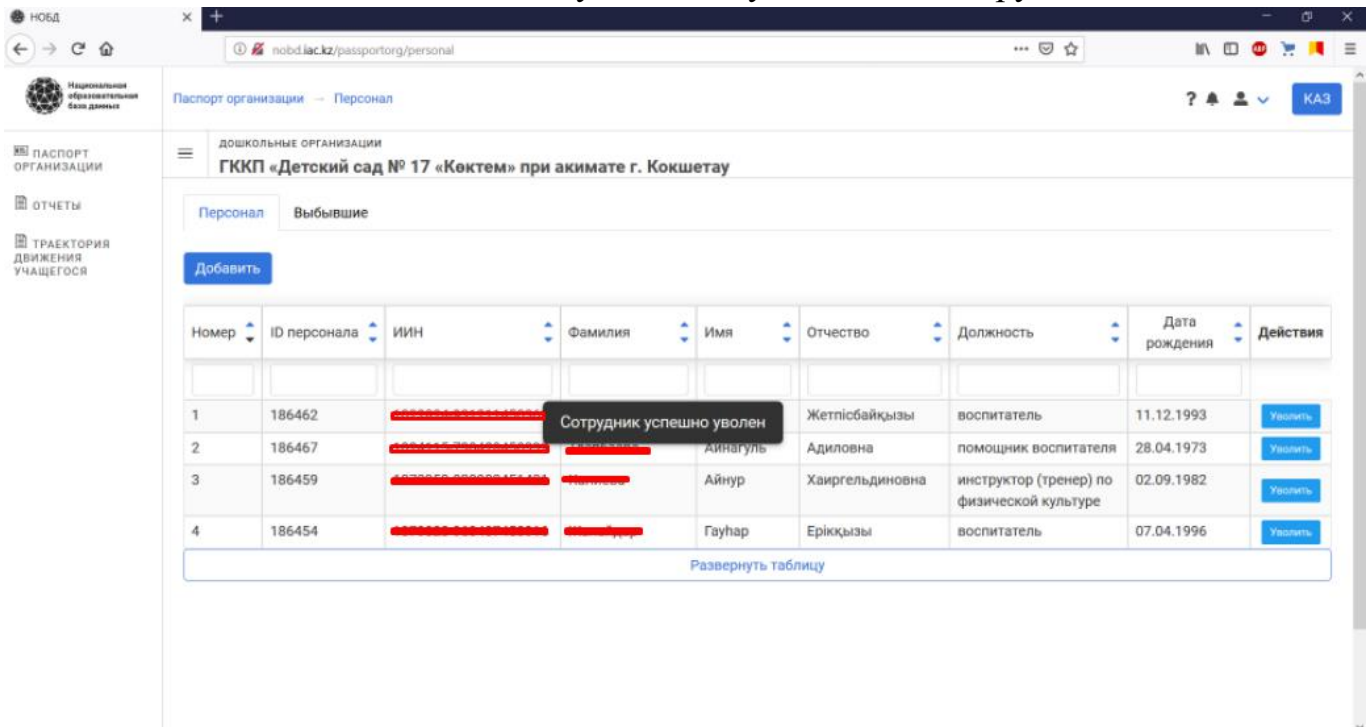 НОБД
nobd.iac.kz/passportorg/personal
Национальная
образовательная
база данных
Паспорт организации → Персонал
? КАЗ
ПАСПОРТ
ОРГАНИЗАЦИИ
ОТЧЕТЫ
ТРАЕКТОРИЯ
ДВИЖЕНИЯ
УЧАЩЕГОСЯ
ДОШКОЛЬНЫЕ ОРГАНИЗАЦИИ
ГККП «Детский сад № 17 «Көктем» при акимате г. Кокшетау
Персонал Выбывшие
Добавить
Номер ID персонала ИИН Фамилия Имя Отчество Должность Дата рождения Действия
1 186462 Жетпісбайқызы воспитатель 11.12.1993 Уволить
Сотрудник успешно уволен
2 186467 Айнагуль Адиловна помощник воспитателя 28.04.1973 Уволить
3 186459 Айнур Хаиргельдиновна инструктор (тренер) по 02.09.1982 Уволить
физической культуре
4 186454 Гауһар Ерікқызы воспитатель 07.04.1996 Уволить
Развернуть таблицу